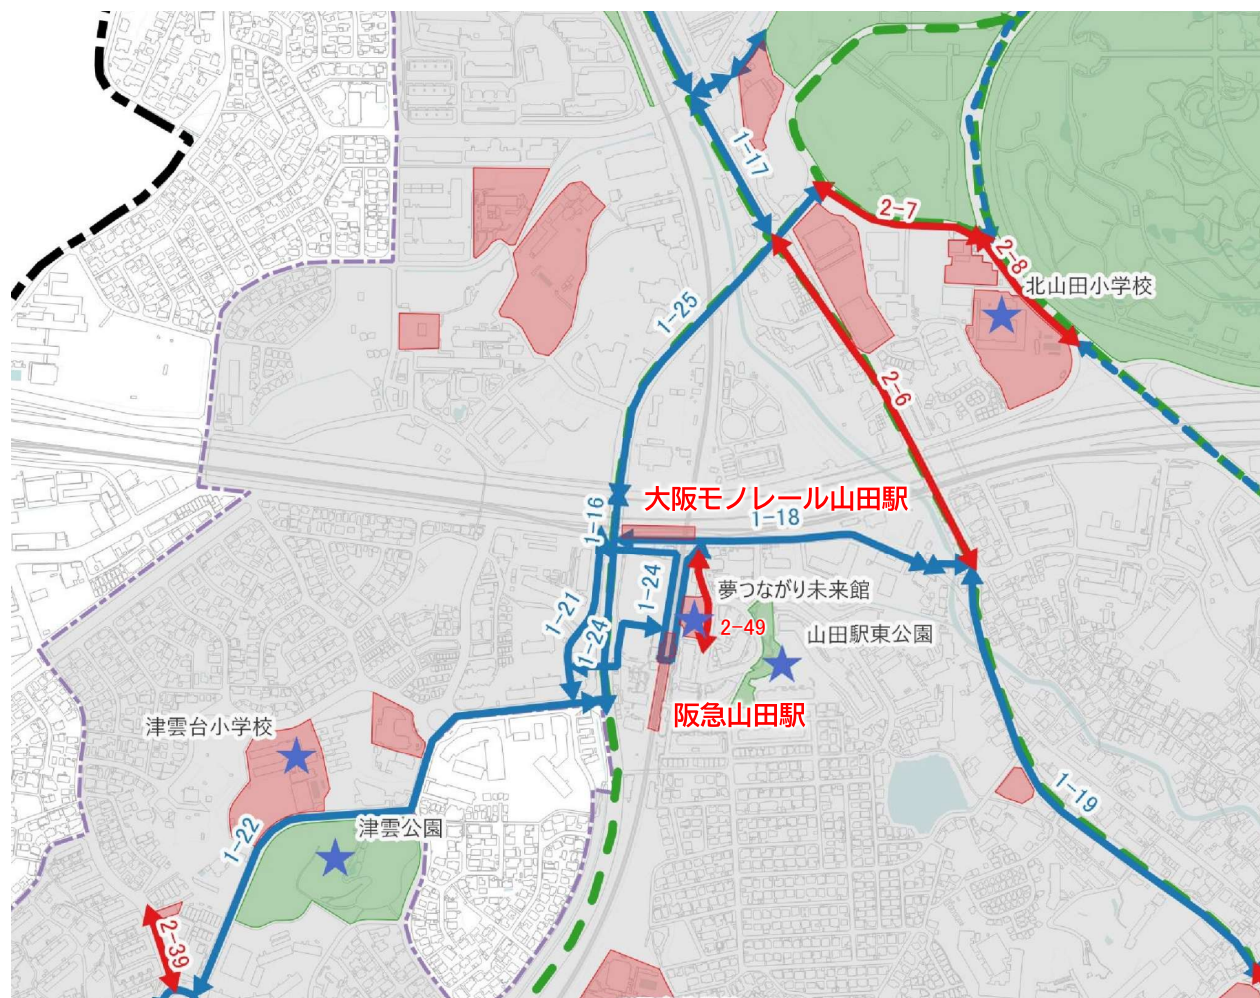 1-17
2-7
2-8
北山田小学校
1-25
2-6
大阪モノレール山田駅
1-16
1-18
1-24
夢つながり未来館
1-21
1-24
2-49
山田駅東公園
阪急山田駅
津雲台小学校
1-19
津雲公園
1-22
2-39